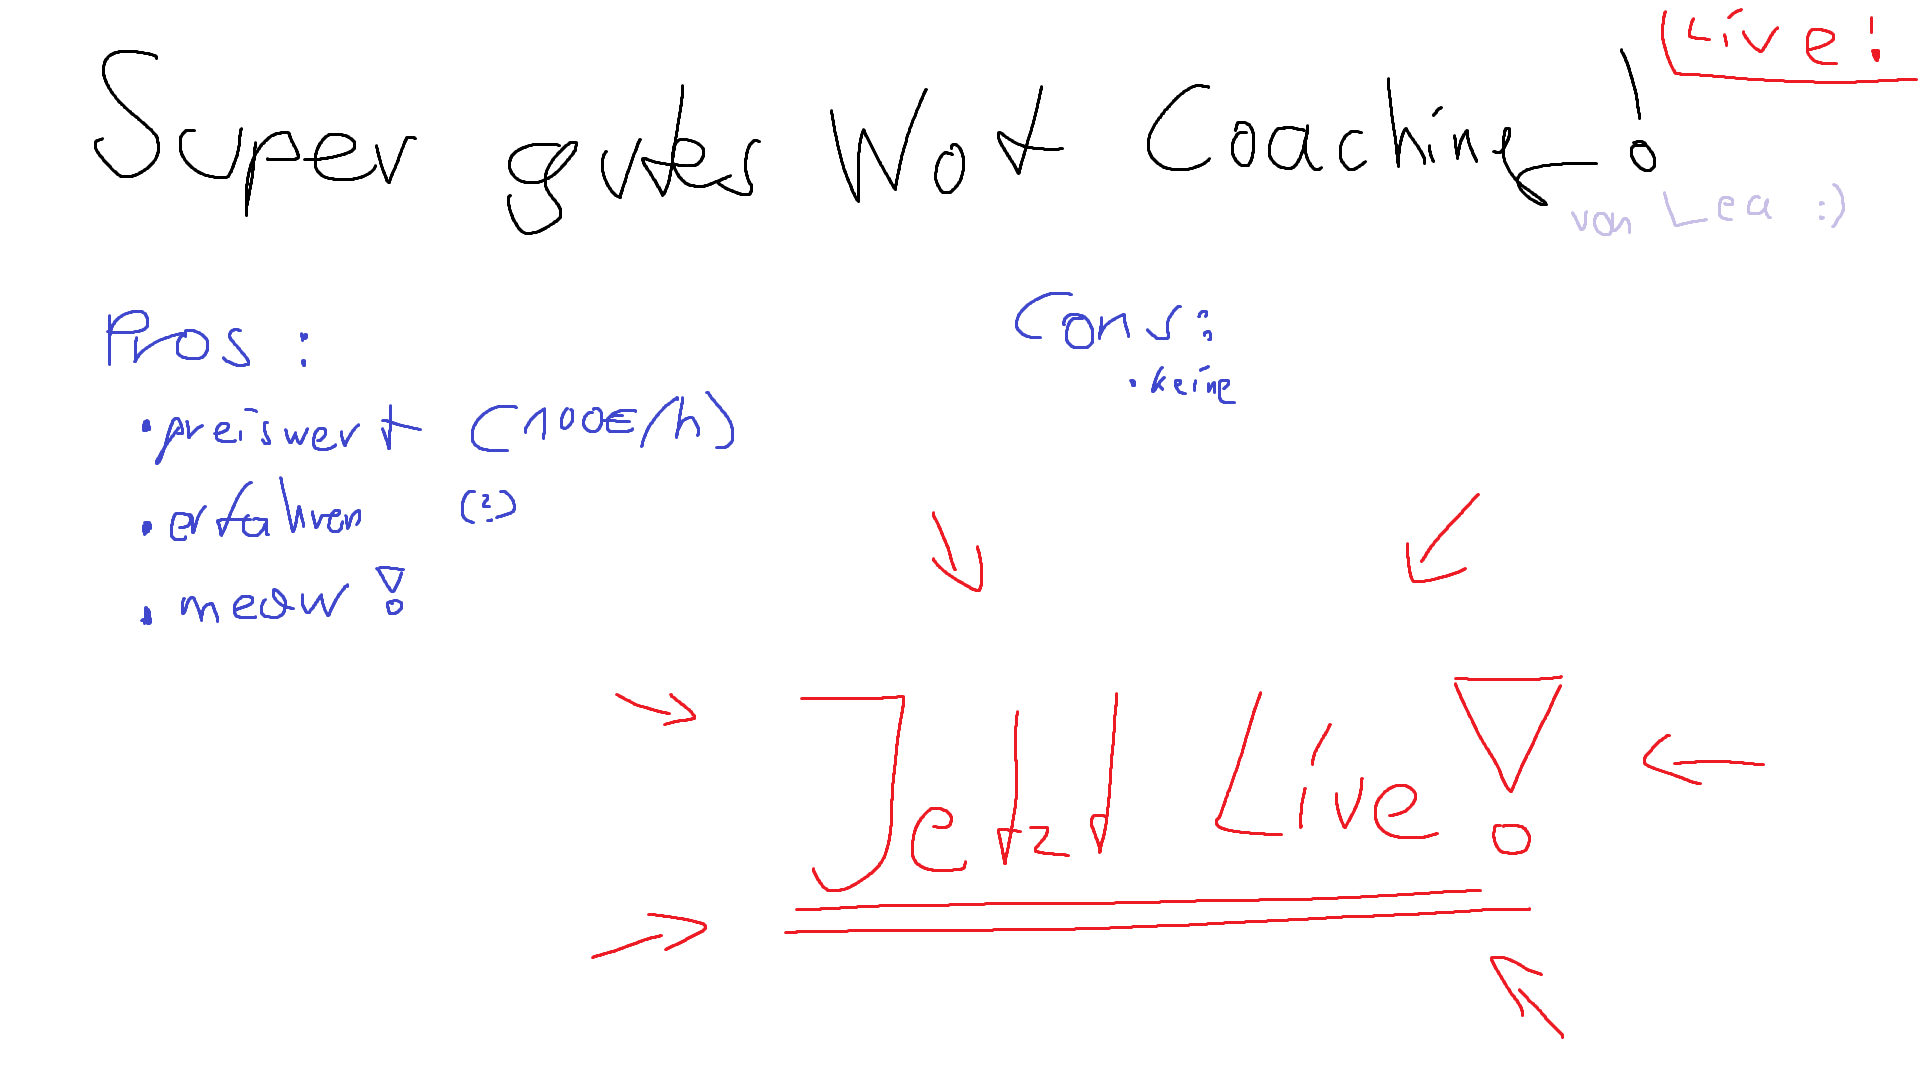 Live!
Super gutes Wot Coaching!
von Lea :)
Pros:
• preiswert (100€/h)
• erfahren (?)
• meow!
Cons:
• keine
Jetzt Live!